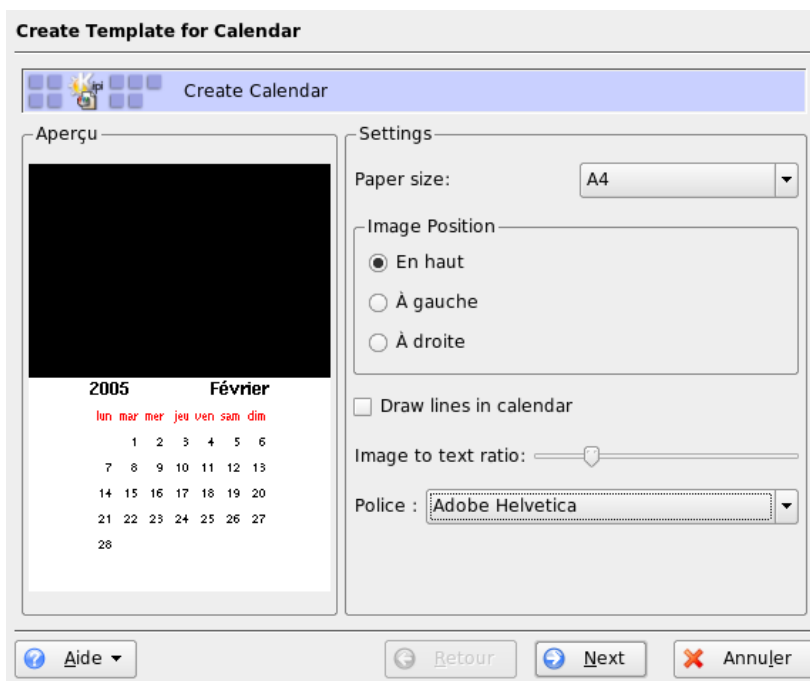 Create Template for Calendar
Kipi
Create Calendar
Aperçu
2005 Février
lun mar mer jeu ven sam dim
1 2 3 4 5 6
7 8 9 10 11 12 13
14 15 16 17 18 19 20
21 22 23 24 25 26 27
28
Settings
Paper size: A4
Image Position
En haut
À gauche
À droite
Draw lines in calendar
Image to text ratio:
Police : Adobe Helvetica
Aide
Retour
Next
Annuler